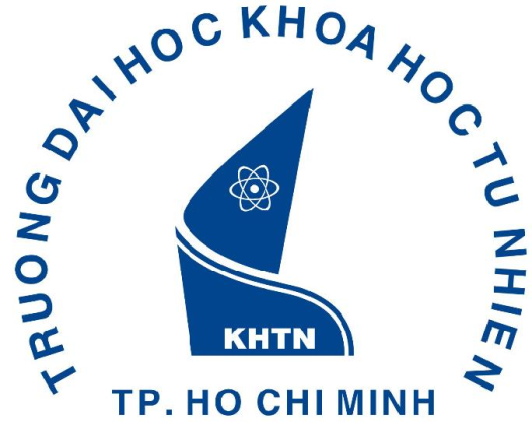 TRUONG DAI HOC KHOA HOC TU NHIEN
KHTN
TP. HO CHI MINH